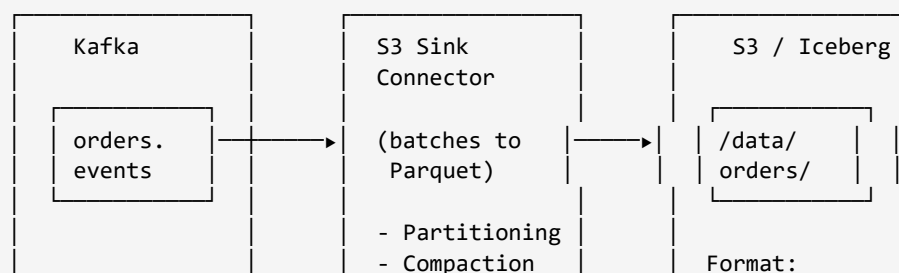 Kafka
S3 Sink
Connector
S3 / Iceberg
orders.
events
(batches to
Parquet)
/data/
orders/
- Partitioning
- Compaction
Format: